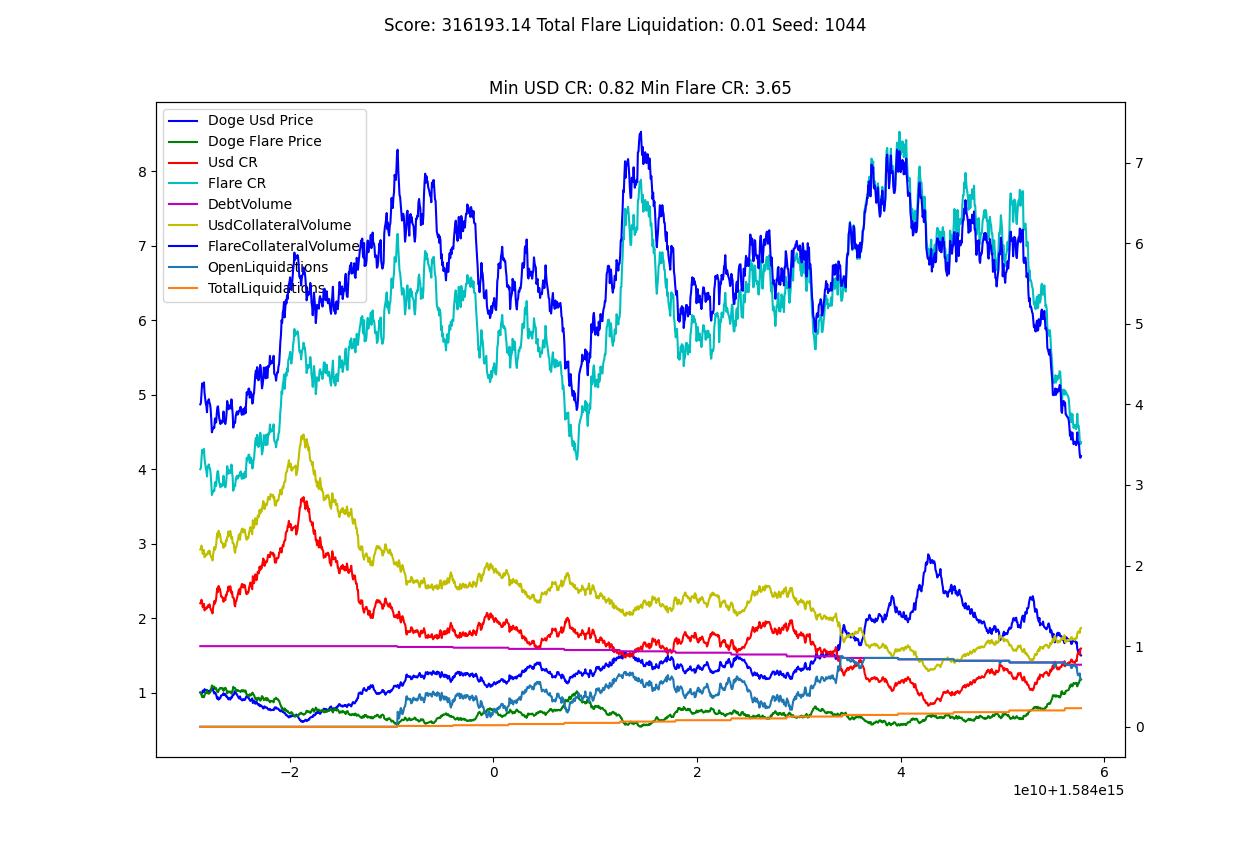 Score: 316193.14 Total Flare Liquidation: 0.01 Seed: 1044
Min USD CR: 0.82 Min Flare CR: 3.65
Doge Usd Price
Doge Flare Price
Usd CR
Flare CR
DebtVolume
UsdCollateralVolume
FlareCollateralVolume
OpenLiquidations
TotalLiquidations
8
7
6
5
4
3
2
1
7
6
5
4
3
2
1
0
−2
0
2
4
6
1e10+1.584e15